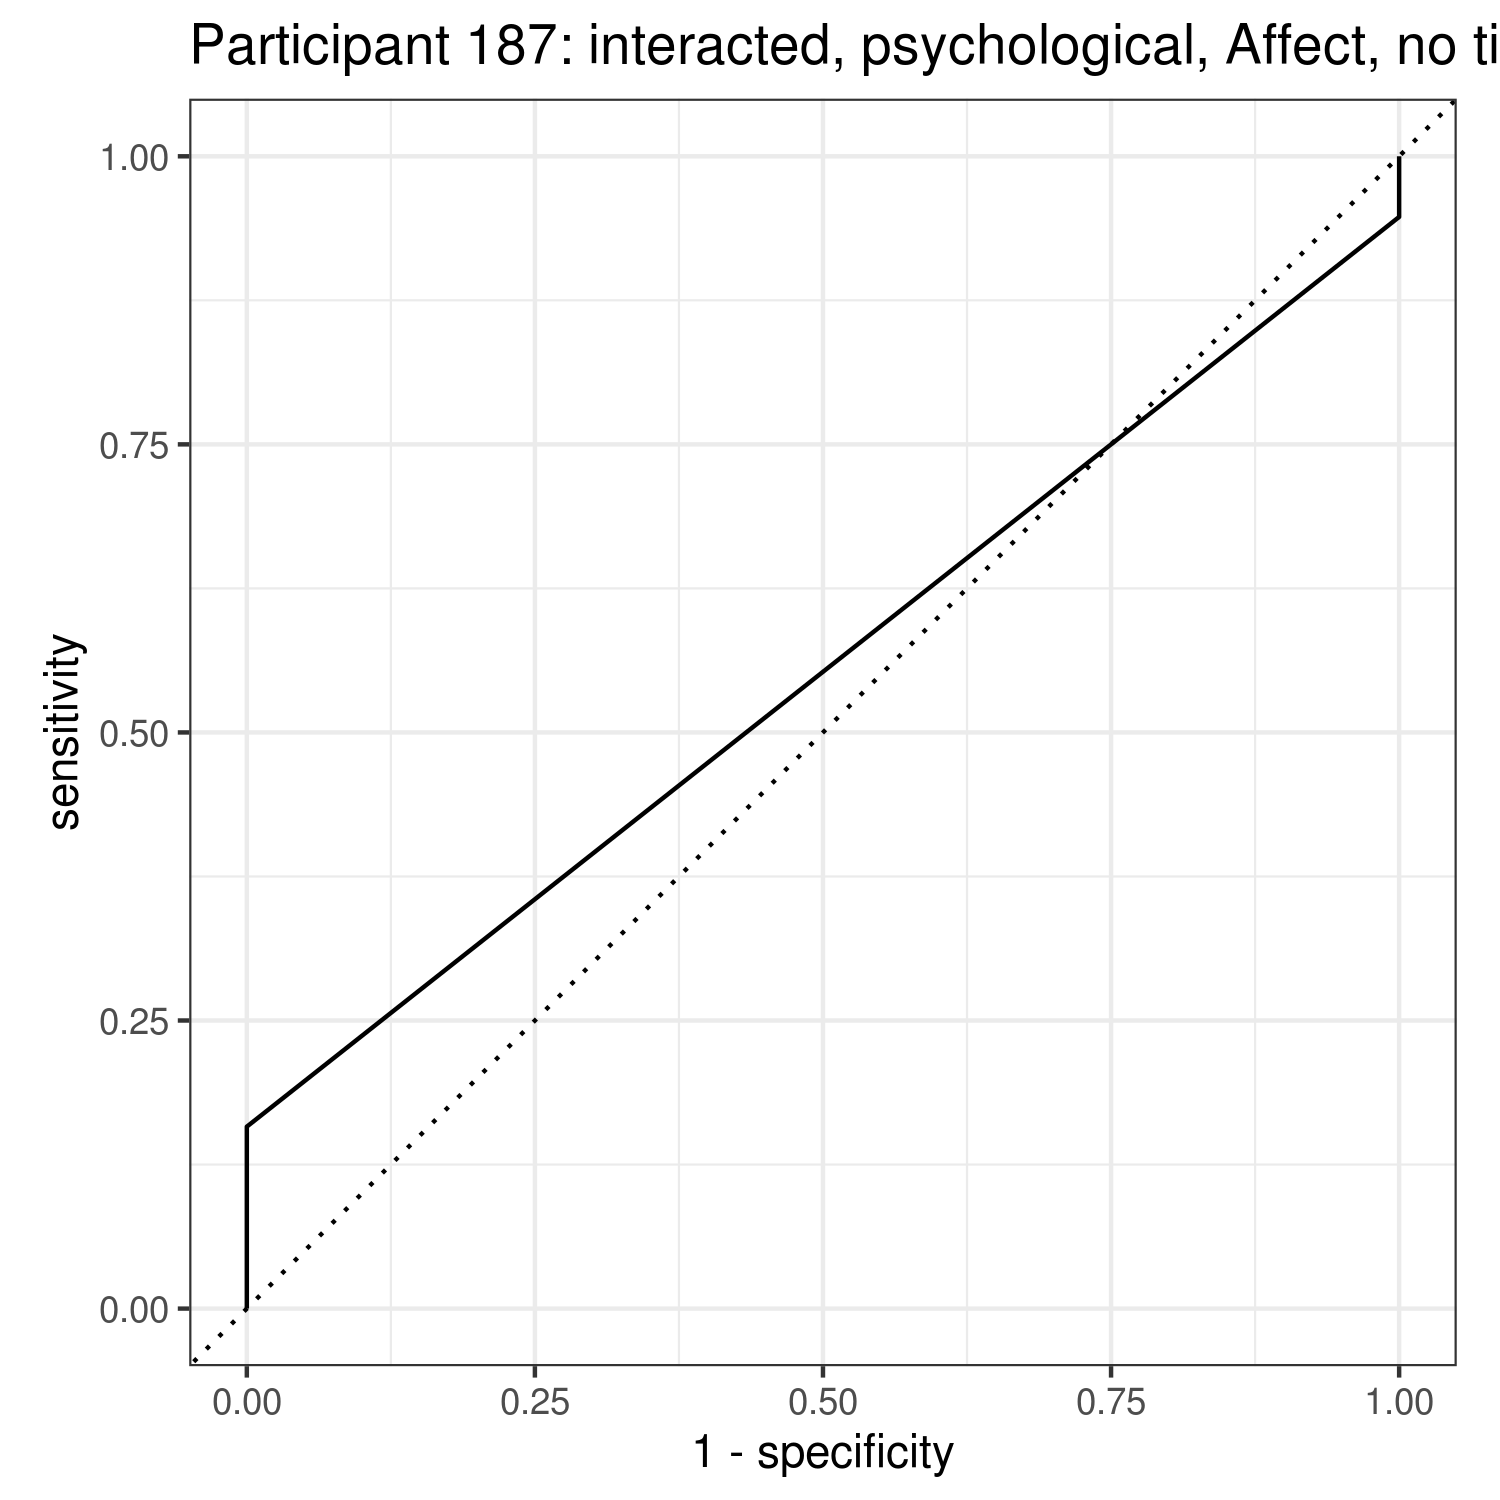 Participant 187: interacted, psychological, Affect, no ti
1.00
0.75
0.50
0.25
0.00
sensitivity
0.00 0.25 0.50 0.75 1.00
1 - specificity